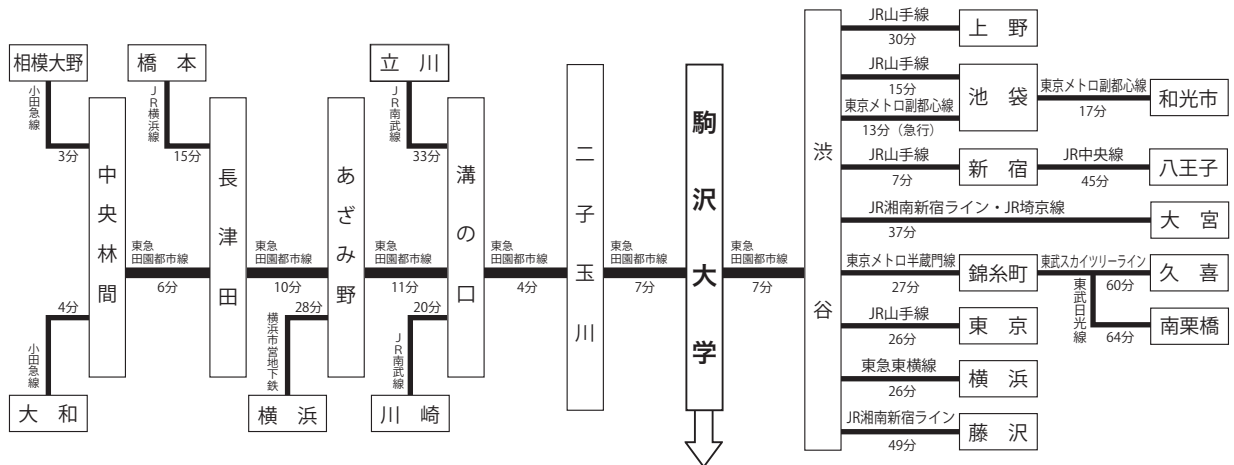 相模大野
小田急線
3分
中央林間
4分
小田急線
大 和
東急
田園都市線
6分
橋 本
JR横浜線
15分
長津田
東急
田園都市線
10分
あざみ野
28分
横浜市営地下鉄
横 浜
東急
田園都市線
11分
立 川
JR南武線
33分
溝の口
20分
JR南武線
川 崎
東急
田園都市線
4分
二子玉川
東急
田園都市線
7分
駒沢大学
東急
田園都市線
7分
渋 谷
JR山手線
30分
上 野
JR山手線
15分
東京メトロ副都心線
13分（急行）
池 袋
東京メトロ副都心線
17分
和光市
JR山手線
7分
新 宿
JR中央線
45分
八王子
JR湘南新宿ライン・JR埼京線
37分
大 宮
東京メトロ半蔵門線
27分
錦糸町
東武スカイツリーライン
60分
久 喜
東武日光線
64分
南栗橋
JR山手線
26分
東 京
東急東横線
26分
横 浜
JR湘南新宿ライン
49分
藤 沢